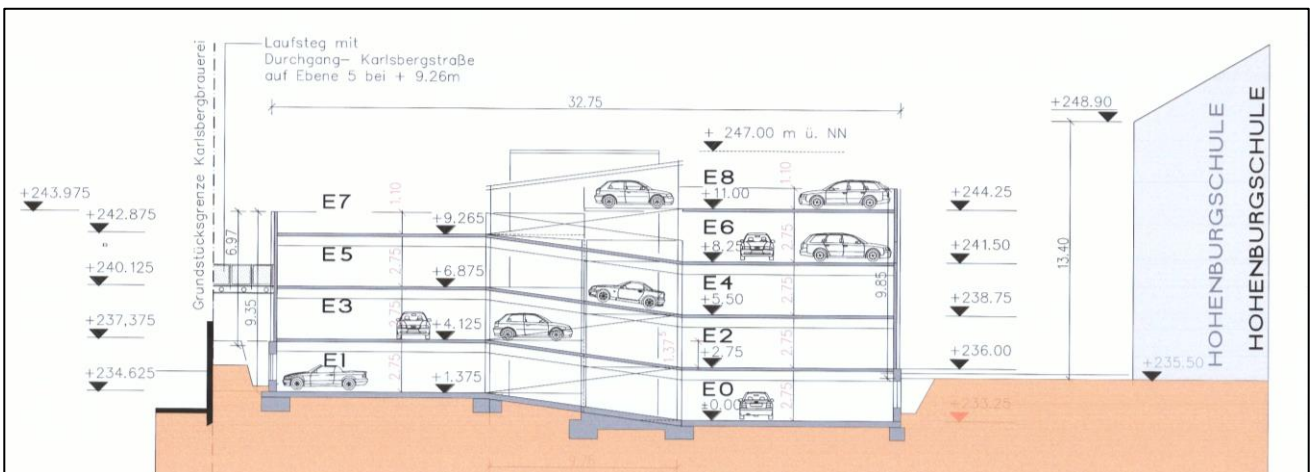 Grundstücksgrenze Karlsbergbrauerei
Laufsteg mit
Durchgang- Karlsbergstraße
auf Ebene 5 bei + 9.26m
32.75
+248.90
+ 247.00 m ü. NN
+243.975
+242.875
+240.125
+237,375
+234.625
6.97
9.35
E7
1.10
+9.265
E5
2.75
+6.875
E3
2.75
+4.125
E1
2.75
+1.375
E8
+11.00
1.10
E6
+8.25
2.75
E4
+5.50
2.75
E2
+2.75
2.75
1.375
E0
±0.00
2.75
9.85
+244.25
+241.50
+238.75
+236.00
+233.25
13.40
+235.50
HOHENBURGSCHULE
HOHENBURGSCHULE